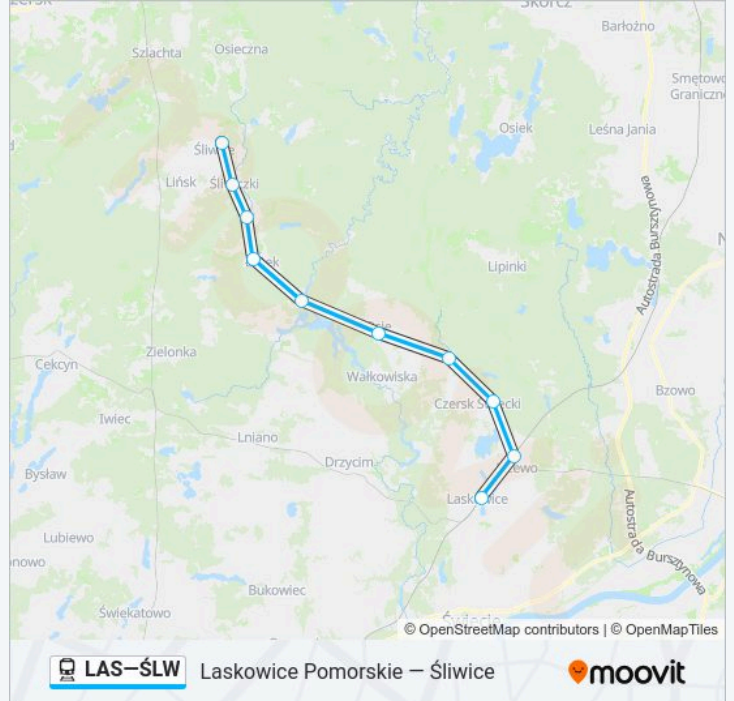 Skórcz
Barłożno
Osieczna
Szlachta
Smętowo
Graniczne
Osiek
Leśna Jania
Lińsk
Autostrada Bursztynowa
Lipinki
Zielonka
Cekcyn
Wałkowiska
Bzowo
Czersk Świecki
Iwiec
Lniano
Drzycim
Bysław
Laskowice
Autostrada Bursztynowa
Lubiewo
Bukowiec
Świekatowo
© OpenStreetMap contributors | © OpenMapTiles
LAS—ŚLW Laskowice Pomorskie — Śliwice moovit